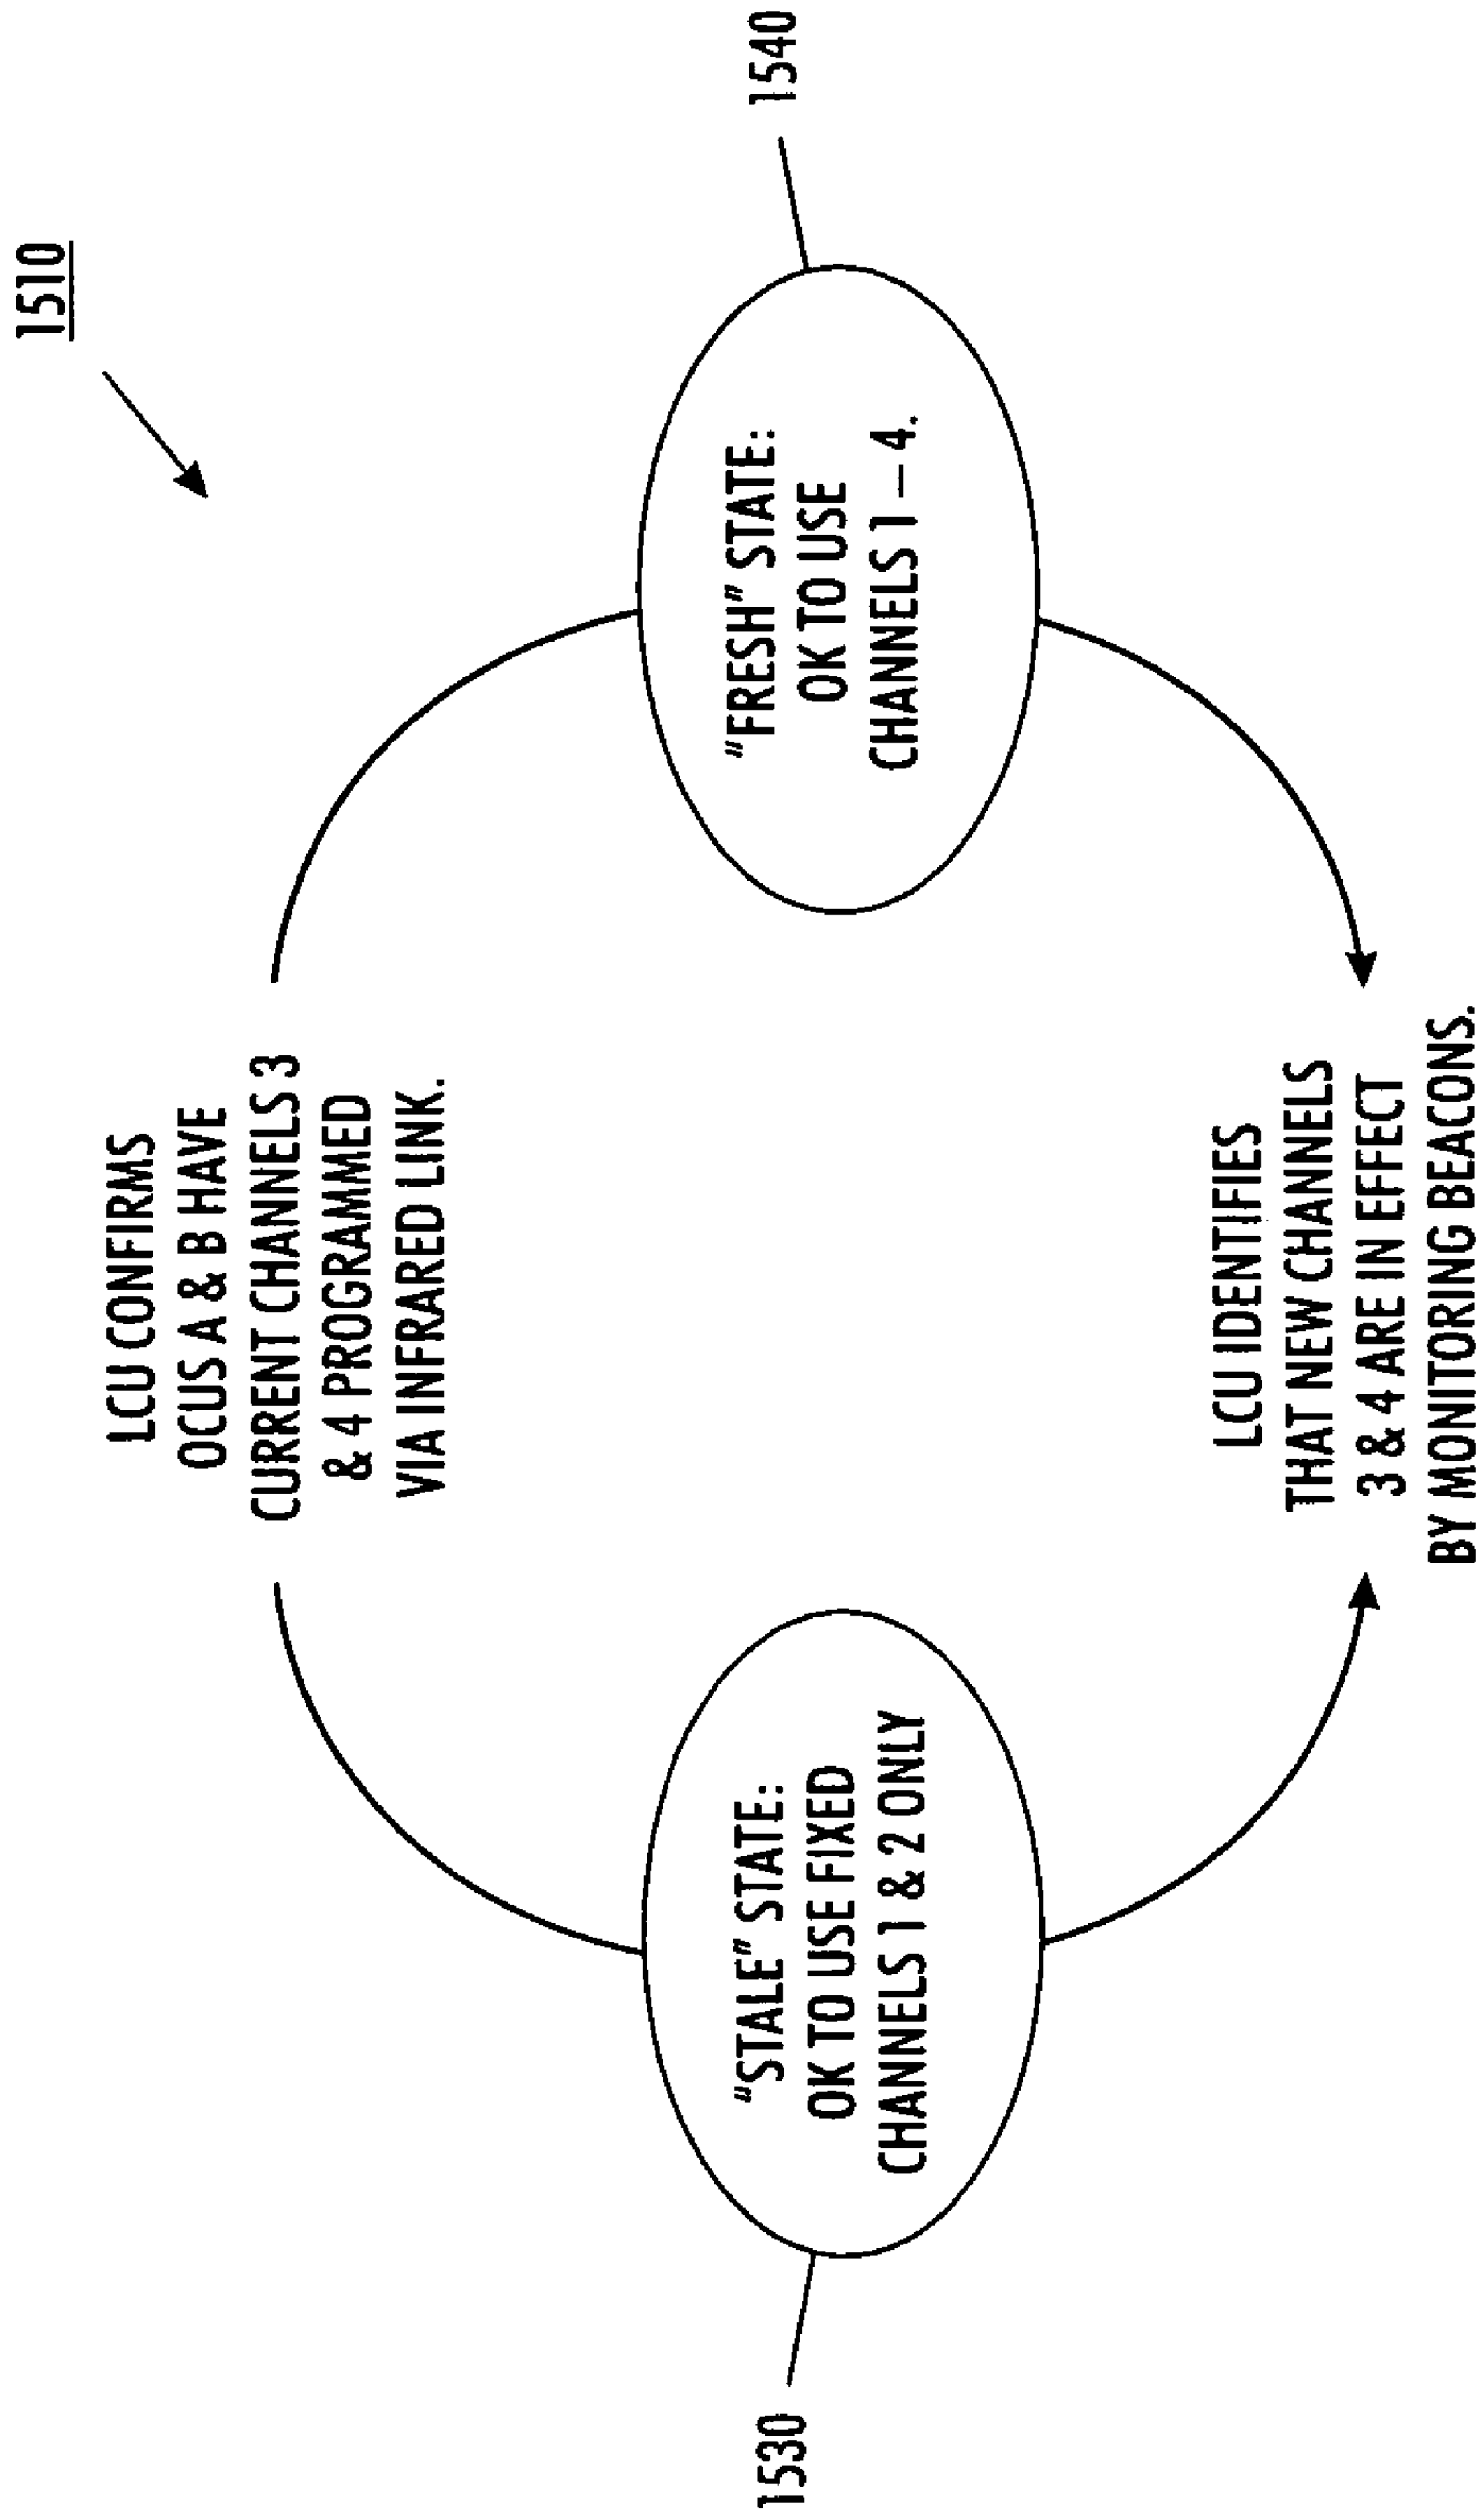 1510
LCU CONFIRMS
OCUS A & B HAVE
CURRENT CHANNELS 3
& 4 PROGRAMMED
VIA INFRARED LINK.
1530
"STALE" STATE:
OK TO USE FIXED
CHANNELS 1 & 2 ONLY
"FRESH" STATE:
OK TO USE
CHANNELS 1 – 4.
1540
LCU IDENTIFIES
THAT NEW CHANNELS
3 & 4 ARE IN EFFECT
BY MONITORING BEACONS.